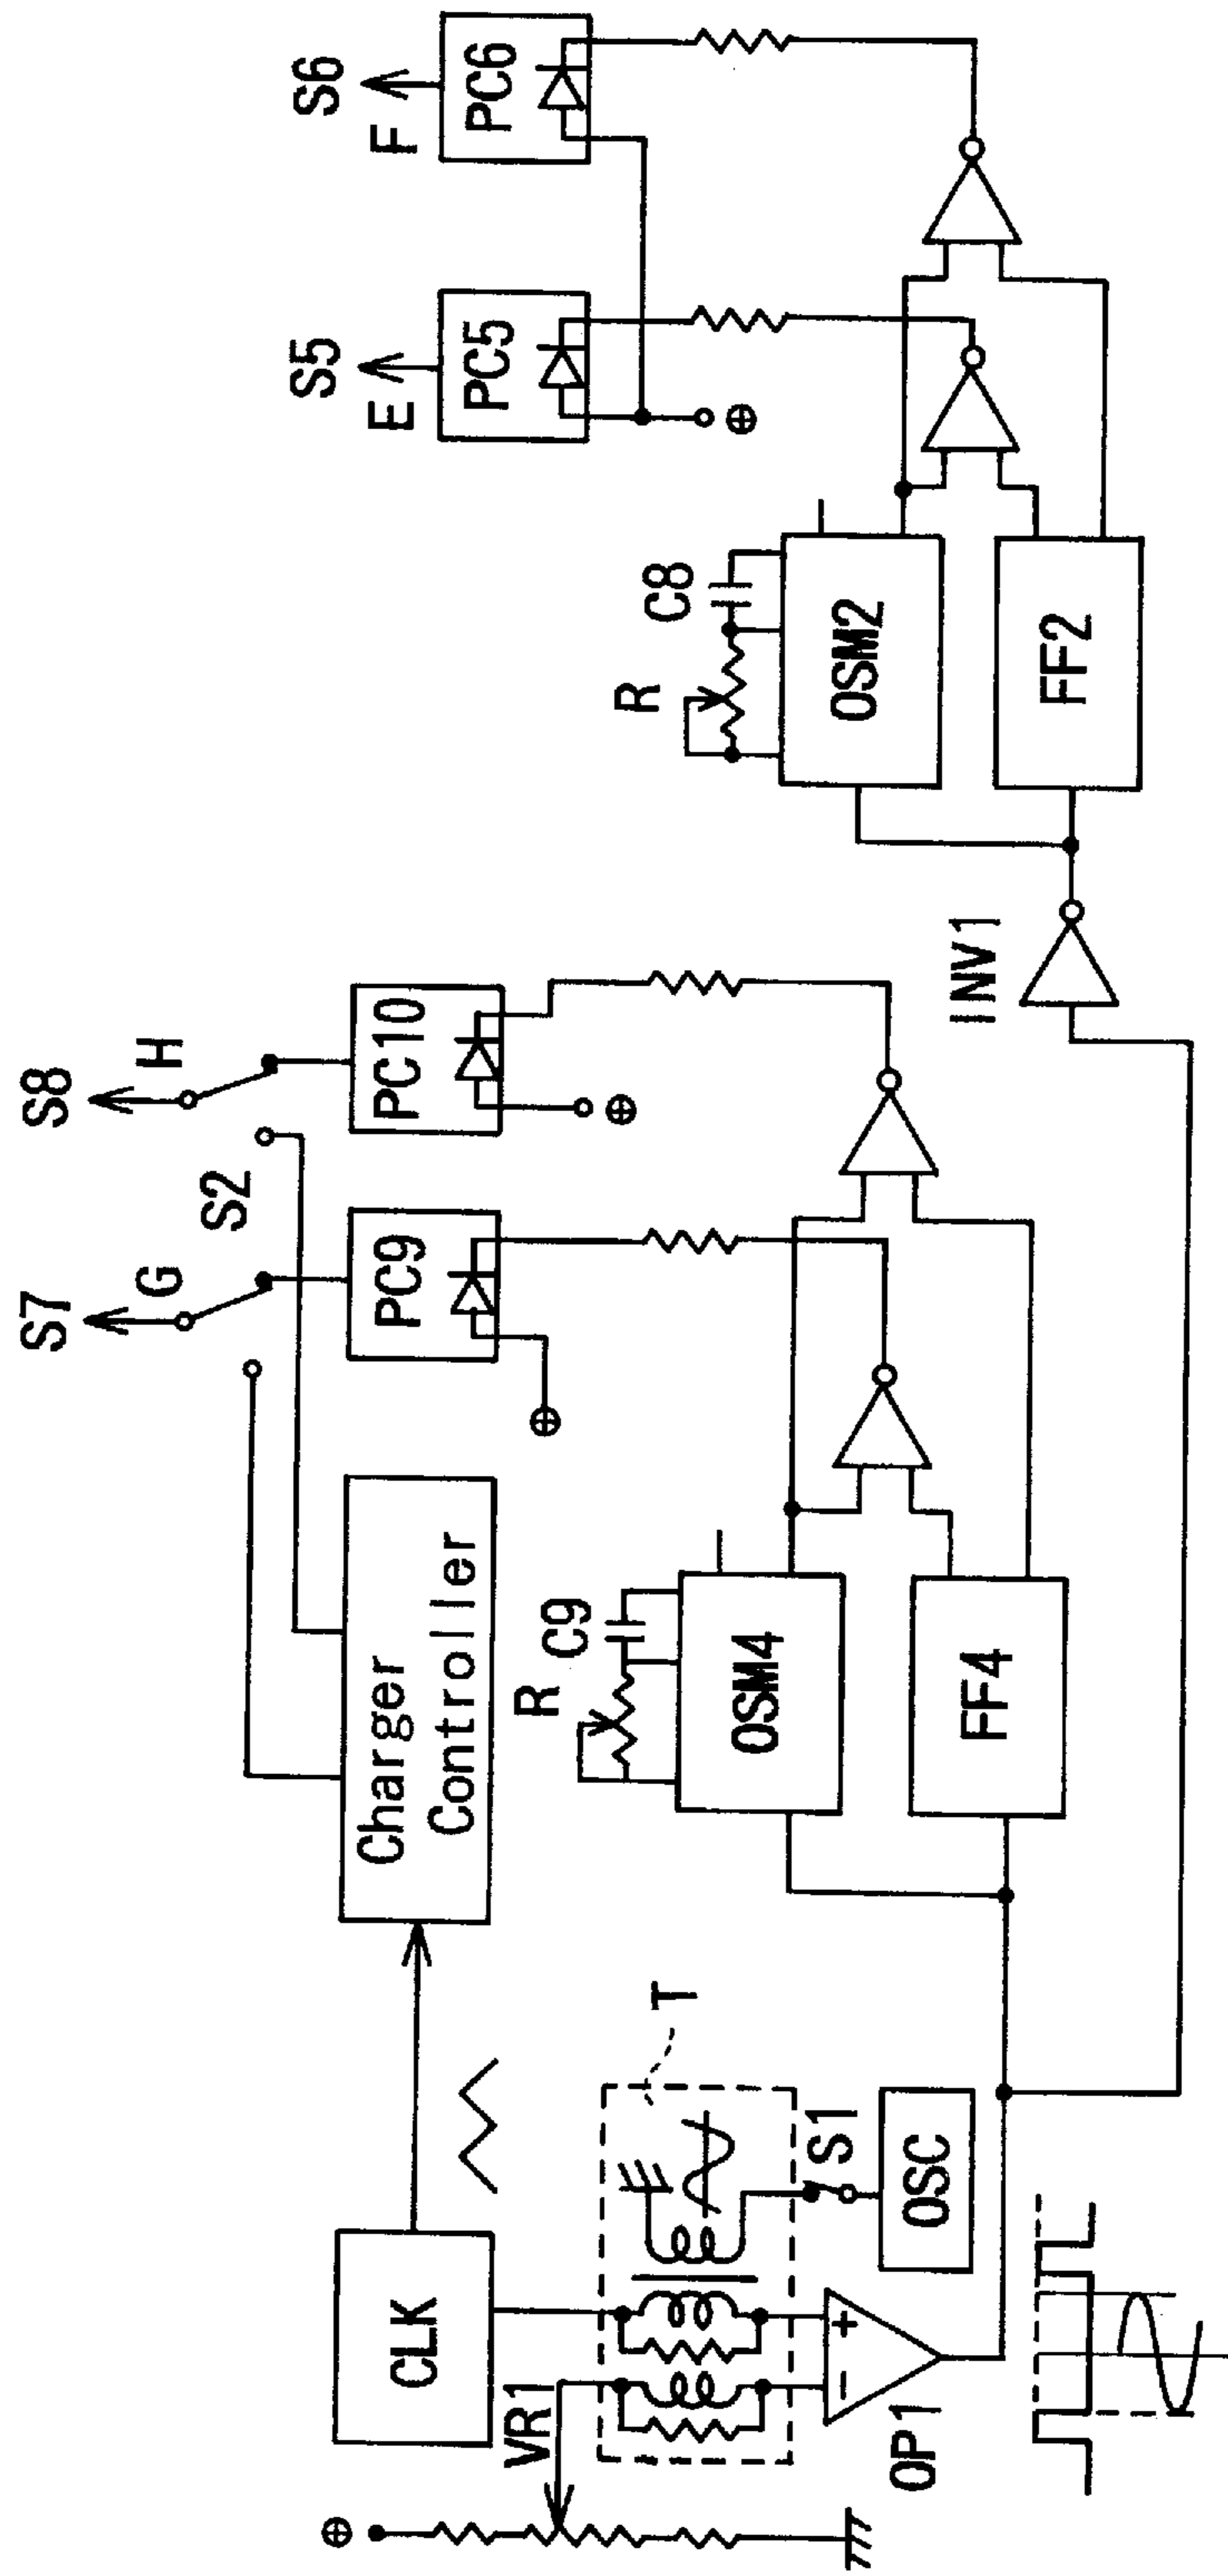 S7
S8
G
H
S2
S5
S6
E
F
CLK
Charger
Controller
PC9
PC10
PC5
PC6
⊕
⊕
⊕
⊕
VR1
T
R
C9
R
C8
S1
OSC
OSM4
OSM2
OP1
+
−
FF4
INV1
FF2